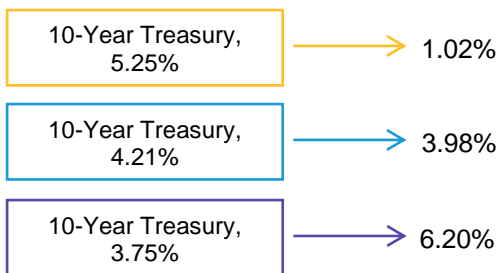 10-Year Treasury,
5.25%
1.02%
10-Year Treasury,
4.21%
3.98%
10-Year Treasury,
3.75%
6.20%